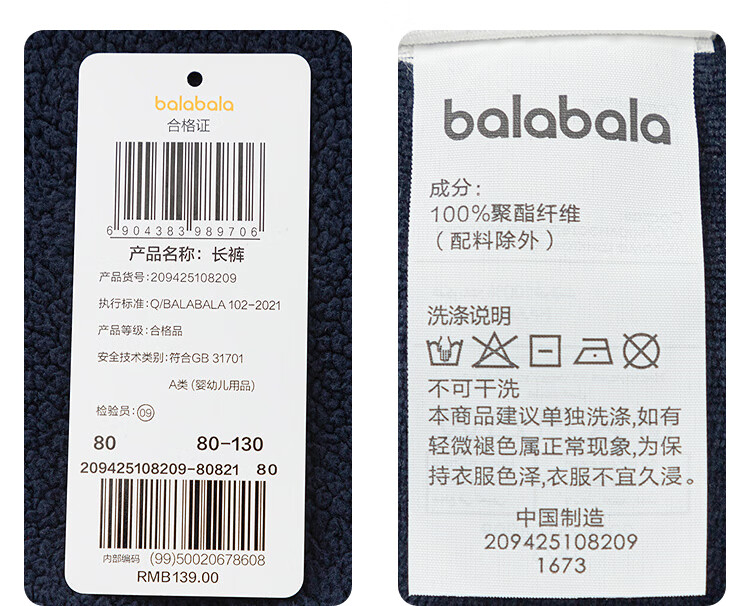 balabala
合格证
6904383989706
产品名称：长裤
产品货号:209425108209
执行标准:Q/BALABALA 102-2021
产品等级:合格品
安全技术类别:符合GB 31701
A类 (婴幼儿用品)
检验员:09
80 80-130
209425108209-80821 80
内部编码 (99)50020678608
RMB139.00
balabala
成分：
100%聚酯纤维
（配料除外）
洗涤说明
不可干洗
本商品建议单独洗涤,如有
轻微褪色属正常现象,为保
持衣服色泽,衣服不宜久浸。
中国制造
209425108209
1673